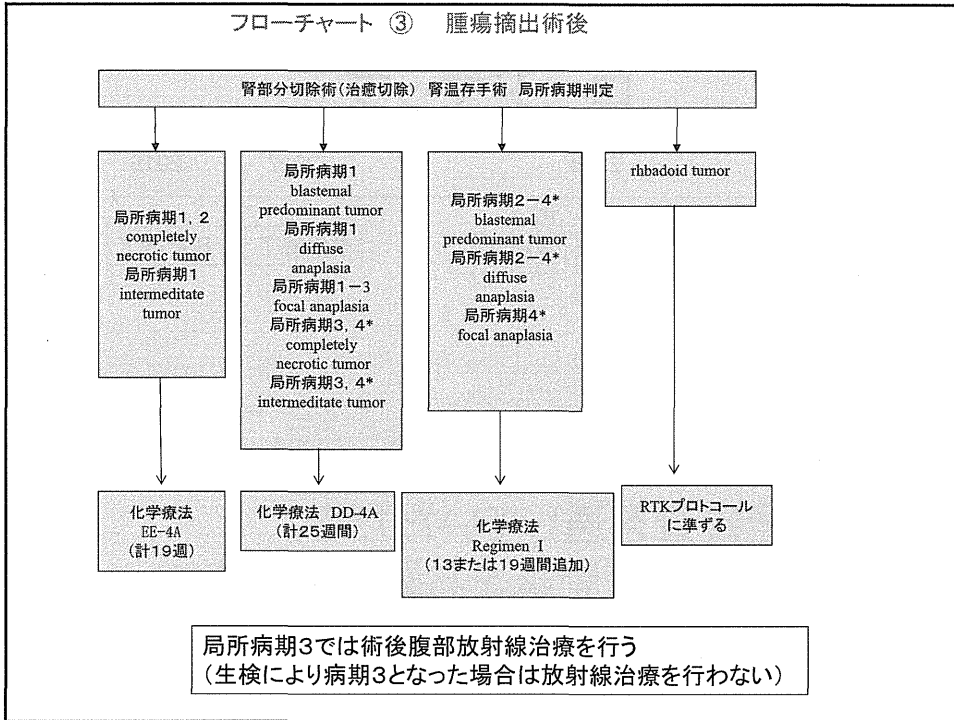 フローチャート ③ 腫瘍摘出術後
腎部分切除術(治癒切除) 腎温存手術 局所病期判定
局所病期1, 2
completely
necrotic tumor
局所病期1
intermeditate
tumor
局所病期1
blastemal
predominant tumor
局所病期1
diffuse
anaplasia
局所病期1-3
focal anaplasia
局所病期3, 4*
completely
necrotic tumor
局所病期3, 4*
intermeditate tumor
局所病期2-4*
blastemal
predominant tumor
局所病期2-4*
diffuse
anaplasia
局所病期4*
focal anaplasia
rhbadoid tumor
化学療法
EE-4A
(計19週)
化学療法 DD-4A
(計25週間)
化学療法
Regimen I
(13または19週間追加)
RTKプロトコール
に準ずる
局所病期3では術後腹部放射線治療を行う
(生検により病期3となった場合は放射線治療を行わない)